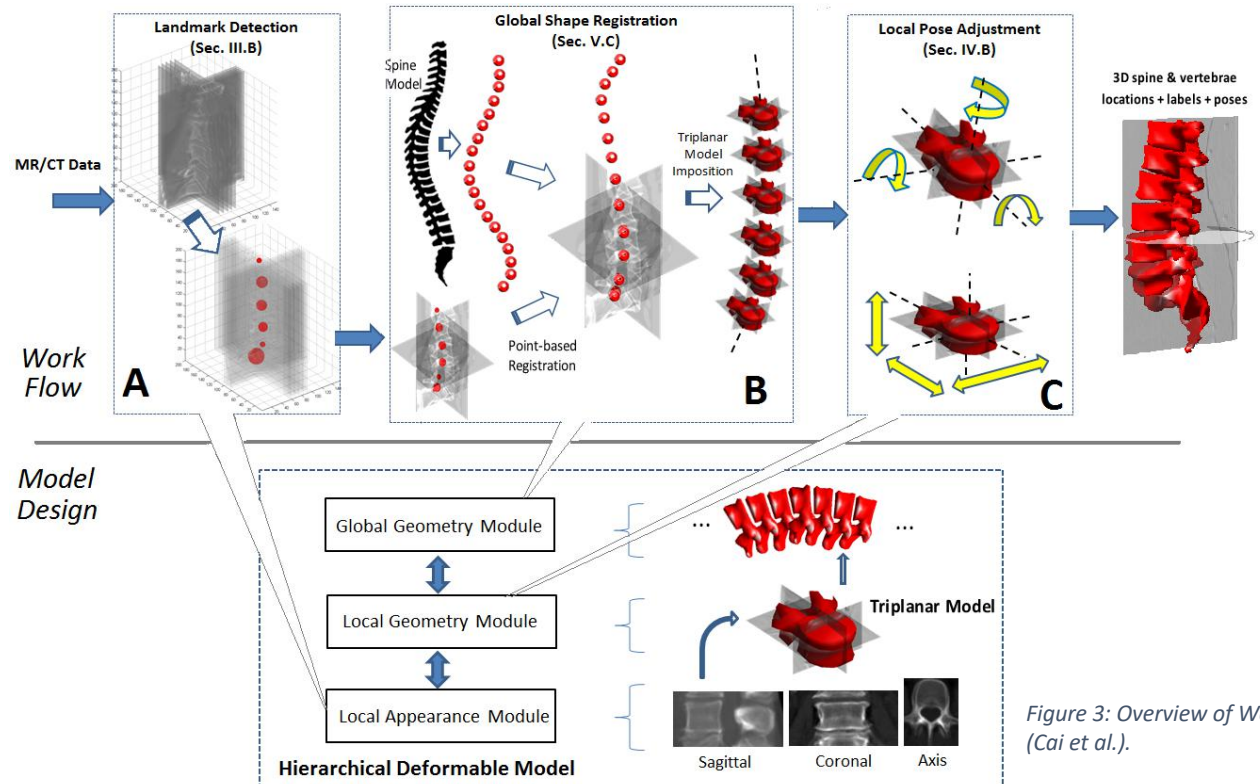 Landmark Detection
(Sec. III.B)
Global Shape Registration
(Sec. V.C)
Local Pose Adjustment
(Sec. IV.B)
3D spine & vertebrae
locations + labels + poses
MR/CT Data
Spine
Model
Triplanar
Model
Imposition
Point-based
Registration
Work
Flow
A
B
C
Model
Design
Global Geometry Module
Local Geometry Module
Local Appearance Module
Hierarchical Deformable Model
...
...
Triplanar Model
Sagittal
Coronal
Axis
Figure 3: Overview of W
(Cai et al.).